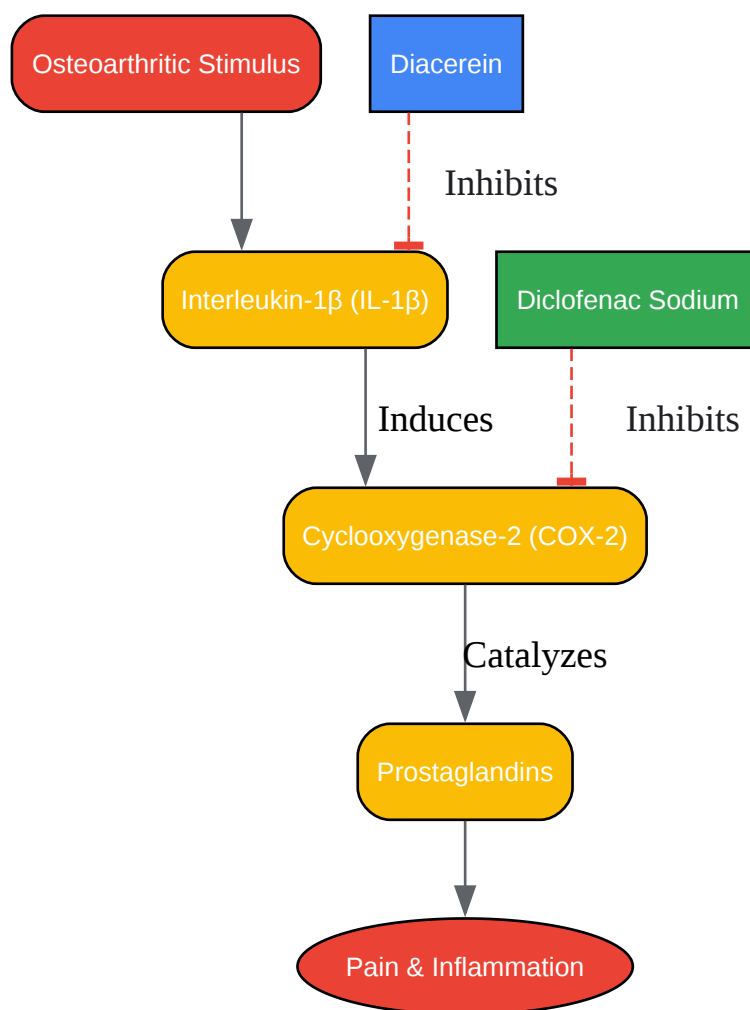 Osteoarthritic Stimulus
Diacerein
Inhibits
Interleukin-1β (IL-1β)
Diclofenac Sodium
Induces
Inhibits
Cyclooxygenase-2 (COX-2)
Catalyzes
Prostaglandins
Pain & Inflammation